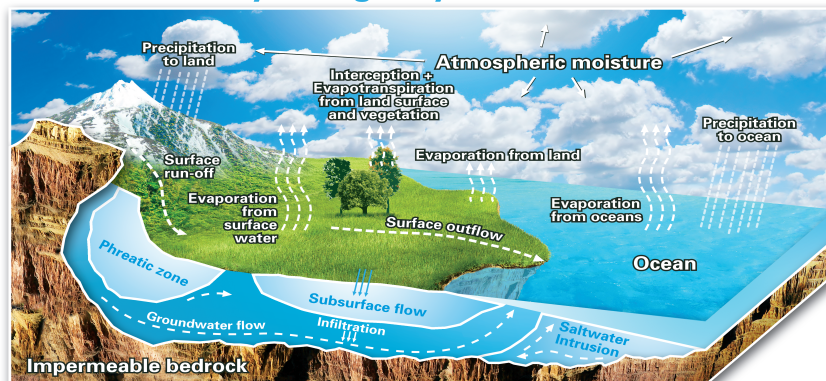 Precipitation
to land
Atmospheric moisture
Interception +
Evapotranspiration
from land surface
and vegetation
Precipitation
to ocean
Surface
run-off
Evaporation from land
Evaporation
from
surface
water
Evaporation
from oceans
Surface outflow
Ocean
Phreatic zone
Subsurface flow
Groundwater flow
Infiltration
Saltwater
Intrusion
Impermeable bedrock